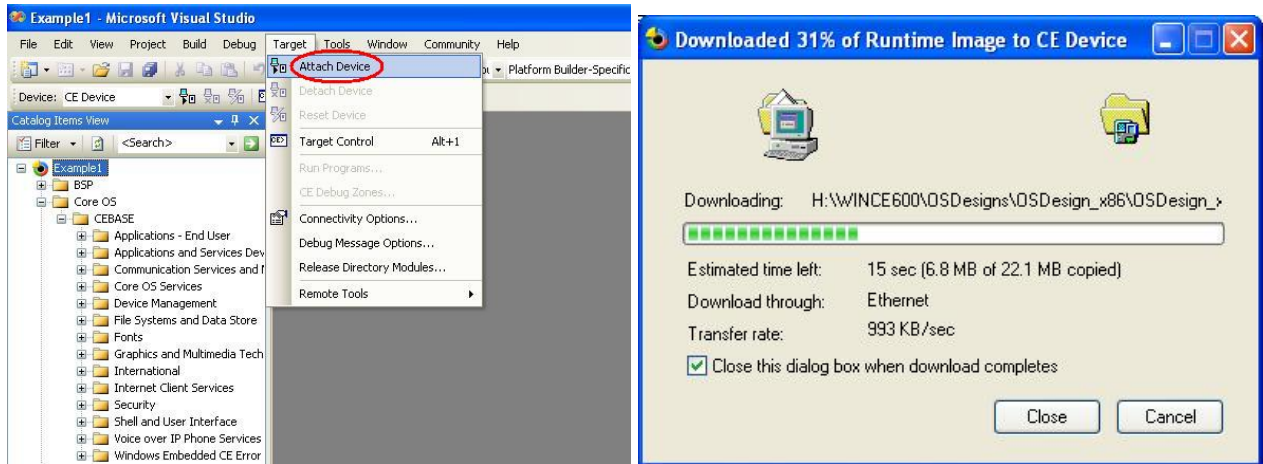 Example1 - Microsoft Visual Studio
File Edit View Project Build Debug Target Tools Window Community Help
Attach Device
Platform Builder-Specific
Device: CE Device
Detach Device
Catalog Items View
Reset Device
Filter <Search>
Target Control Alt+1
Run Programs...
CE Debug Zones...
Connectivity Options...
Debug Message Options...
Release Directory Modules...
Remote Tools
Example1
BSP
Core OS
CEBASE
Applications - End User
Applications and Services Dev
Communication Services and
Core OS Services
Device Management
File Systems and Data Store
Fonts
Graphics and Multimedia Tech
International
Internet Client Services
Security
Shell and User Interface
Voice over IP Phone Services
Windows Embedded CE Error
Downloaded 31% of Runtime Image to CE Device
Downloading: H:\WINCE600\OSDesigns\OSDesign_x86\OSDesign_
Estimated time left: 15 sec (6.8 MB of 22.1 MB copied)
Download through: Ethernet
Transfer rate: 993 KB/sec
Close this dialog box when download completes
Close Cancel